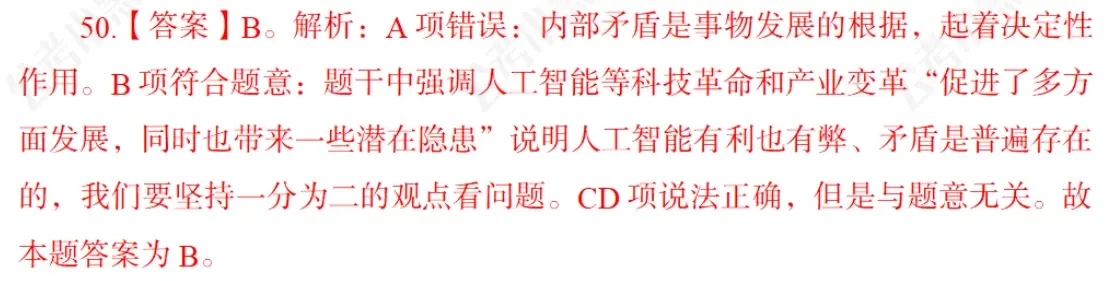 50.【答案】B。解析：A 项错误：内部矛盾是事物发展的根据，起着决定性
作用。B 项符合题意：题干中强调人工智能等科技革命和产业变革“促进了多方
面发展，同时也带来一些潜在隐患”说明人工智能有利也有弊、矛盾是普遍存在
的，我们要坚持一分为二的观点看问题。CD 项说法正确，但是与题意无关。故
本题答案为 B。